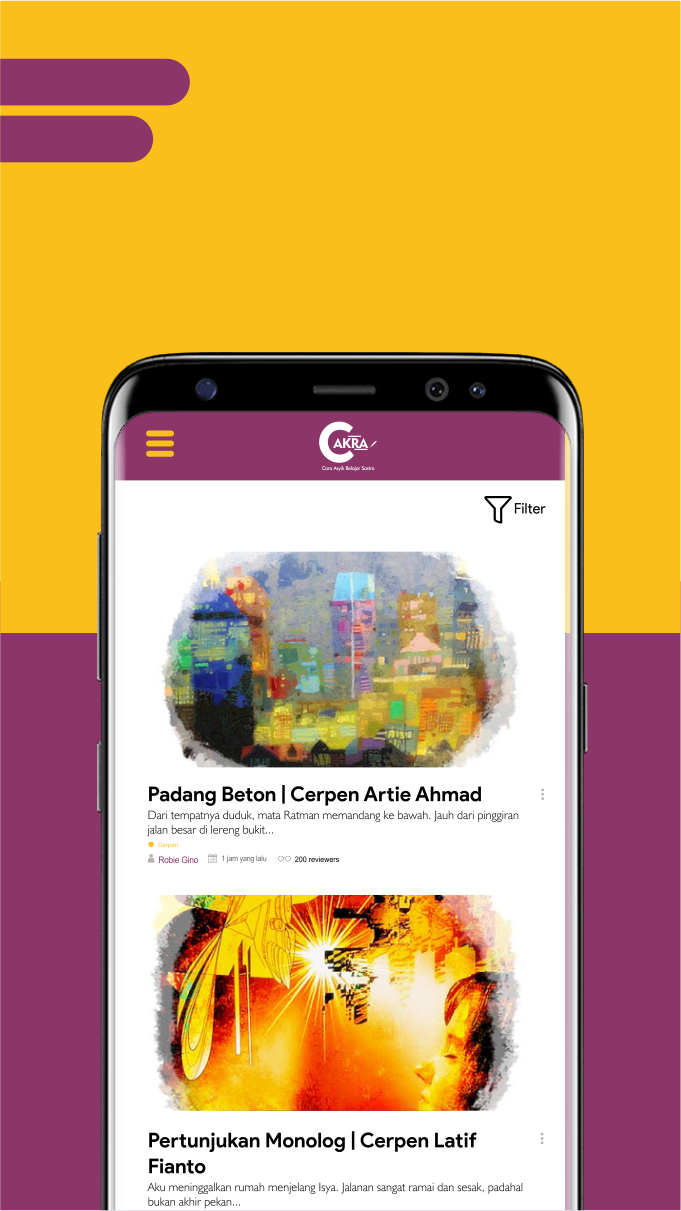 CAKRA
Cara Asyik Belajar Sastra
Filter
Padang Beton | Cerpen Artie Ahmad
Dari tempatnya duduk, mata Ratman memandang ke bawah. Jauh dari pinggiran
jalan besar di lereng bukit...
Cerpen
Robie Gino 1 jam yang lalu 200 reviewers
Pertunjukan Monolog | Cerpen Latif
Fianto
Aku meninggalkan rumah menjelang Isya. Jalanan sangat ramai dan sesak, padahal
bukan akhir pekan...